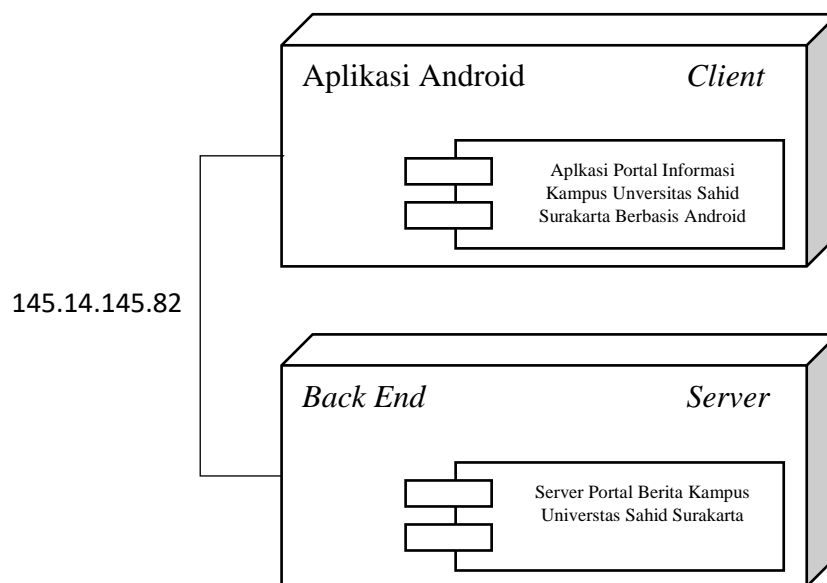 Aplikasi Android Client
Aplkasi Portal Informasi
Kampus Unversitas Sahid
Surakarta Berbasis Android
145.14.145.82
Back End Server
Server Portal Berita Kampus
Universtas Sahid Surakarta